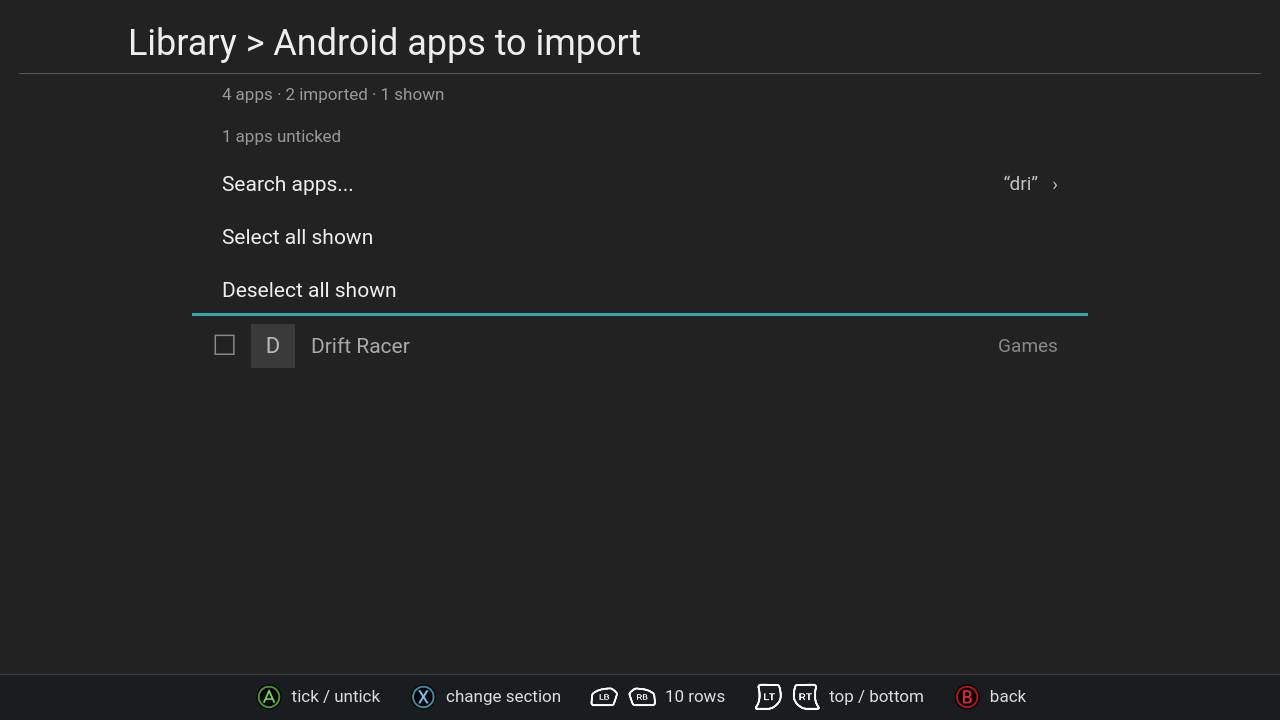 Library > Android apps to import
4 apps · 2 imported · 1 shown
1 apps unticked
Search apps... “dri” ›
Select all shown
Deselect all shown
D Drift Racer Games
A tick / untick X change section LB RB 10 rows LT RT top / bottom B back